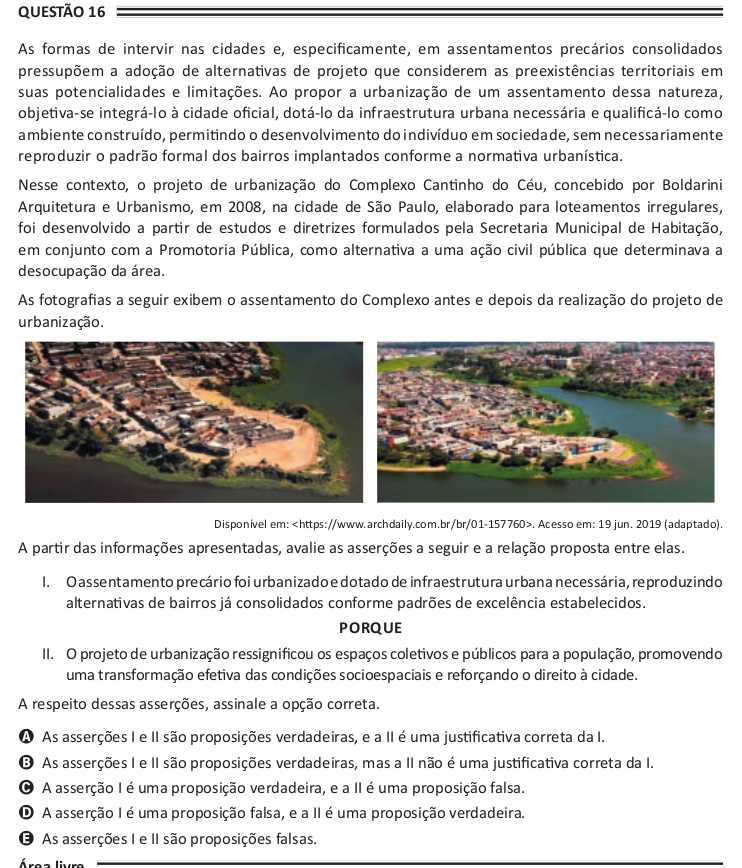 QUESTÃO 16
As formas de intervir nas cidades e, especificamente, em assentamentos precários consolidados
pressupõem a adoção de alternativas de projeto que considerem as preexistências territoriais em
suas potencialidades e limitações. Ao propor a urbanização de um assentamento dessa natureza,
objetiva-se integrá-lo à cidade oficial, dotá-lo da infraestrutura urbana necessária e qualificá-lo como
ambiente construído, permitindo o desenvolvimento do indivíduo em sociedade, sem necessariamente
reproduzir o padrão formal dos bairros implantados conforme a normativa urbanística.
Nesse contexto, o projeto de urbanização do Complexo Cantinho do Céu, concebido por Boldarini
Arquitetura e Urbanismo, em 2008, na cidade de São Paulo, elaborado para loteamentos irregulares,
foi desenvolvido a partir de estudos e diretrizes formulados pela Secretaria Municipal de Habitação,
em conjunto com a Promotoria Pública, como alternativa a uma ação civil pública que determinava a
desocupação da área.
As fotografias a seguir exibem o assentamento do Complexo antes e depois da realização do projeto de
urbanização.
Disponível em: <https://www.archdaily.com.br/br/01-157760>. Acesso em: 19 jun. 2019 (adaptado).
A partir das informações apresentadas, avalie as asserções a seguir e a relação proposta entre elas.
I. O assentamento precário foi urbanizado e dotado de infraestrutura urbana necessária, reproduzindo
alternativas de bairros já consolidados conforme padrões de excelência estabelecidos.
PORQUE
II. O projeto de urbanização ressignificou os espaços coletivos e públicos para a população, promovendo
uma transformação efetiva das condições socioespaciais e reforçando o direito à cidade.
A respeito dessas asserções, assinale a opção correta.
A As asserções I e II são proposições verdadeiras, e a II é uma justificativa correta da I.
B As asserções I e II são proposições verdadeiras, mas a II não é uma justificativa correta da I.
C A asserção I é uma proposição verdadeira, e a II é uma proposição falsa.
D A asserção I é uma proposição falsa, e a II é uma proposição verdadeira.
E As asserções I e II são proposições falsas.
Área livre